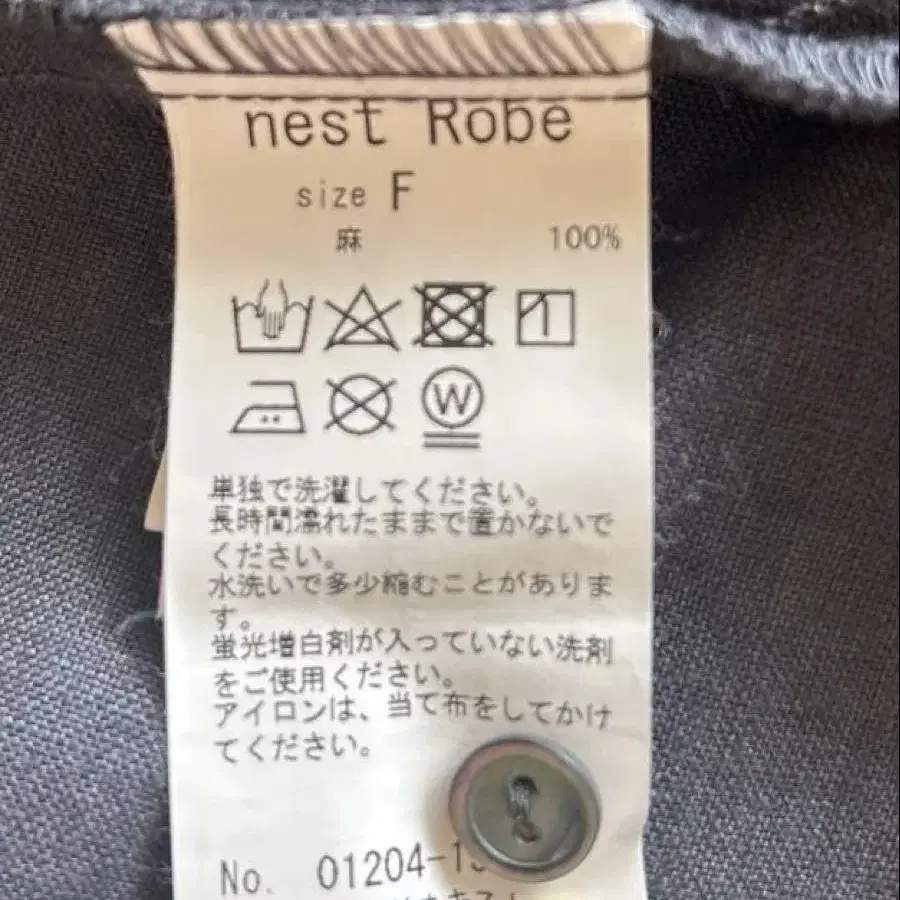 nest Robe
size F
麻 100%
W
単独で洗濯してください。
長時間濡れたままで置かないで
ください。
水洗いで多少縮むことがありま
す。
蛍光増白剤が入っていない洗剤
をご使用ください。
アイロンは、当て布をしてかけ
てください。
No. 01204-1